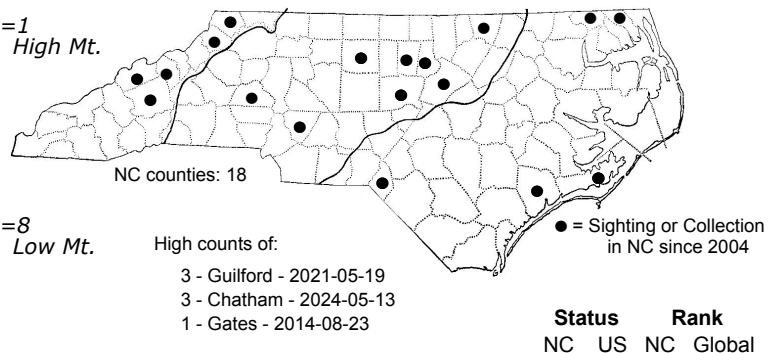 =1
High Mt.
NC counties: 18
=8
Low Mt.
High counts of:
3 - Guilford - 2021-05-19
3 - Chatham - 2024-05-13
1 - Gates - 2014-08-23
● = Sighting or Collection
in NC since 2004
Status Rank
NC US NC Global